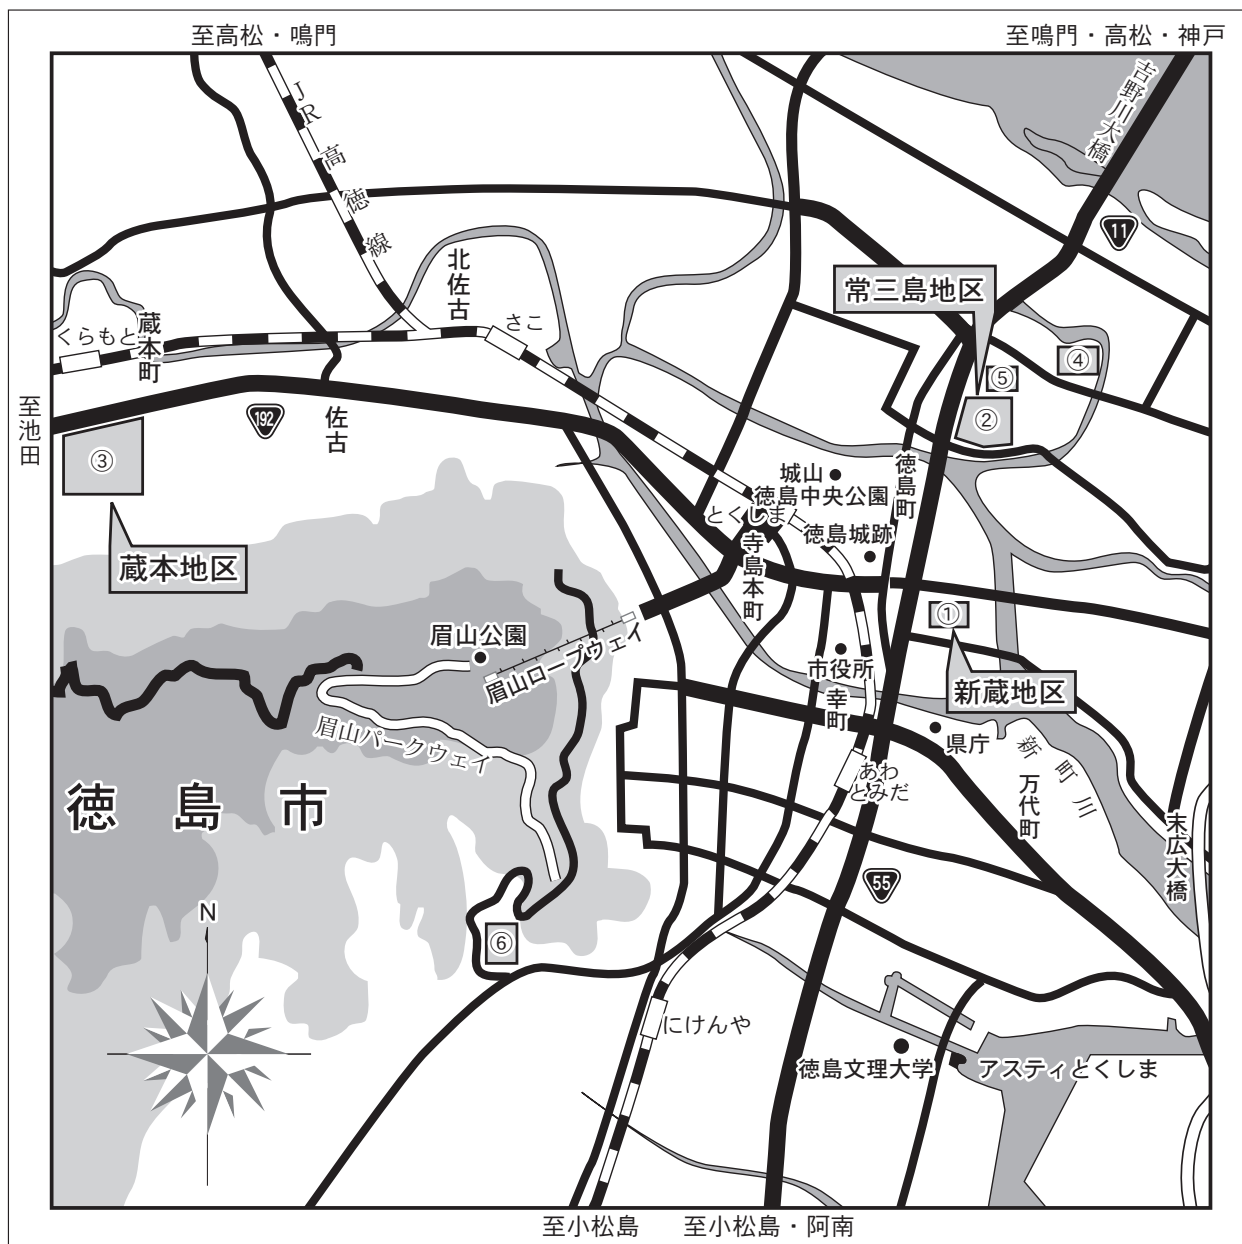 至高松・鳴門
至鳴門・高松・神戸
吉野川大橋
JR高徳線
11
北佐古
常三島地区
くらもと
蔵本町
さこ
④
⑤
②
至池田
192
佐古
③
徳島町
城山
徳島中央公園
とくしま
徳島城跡
寺島本町
蔵本地区
①
眉山公園
眉山ロープウェイ
市役所
新蔵地区
幸町
眉山パークウェイ
県庁
新町川
あわ
とみだ
万代町
徳島市
末広大橋
55
N
⑥
にけんや
徳島文理大学
アスティとくしま
至小松島
至小松島・阿南